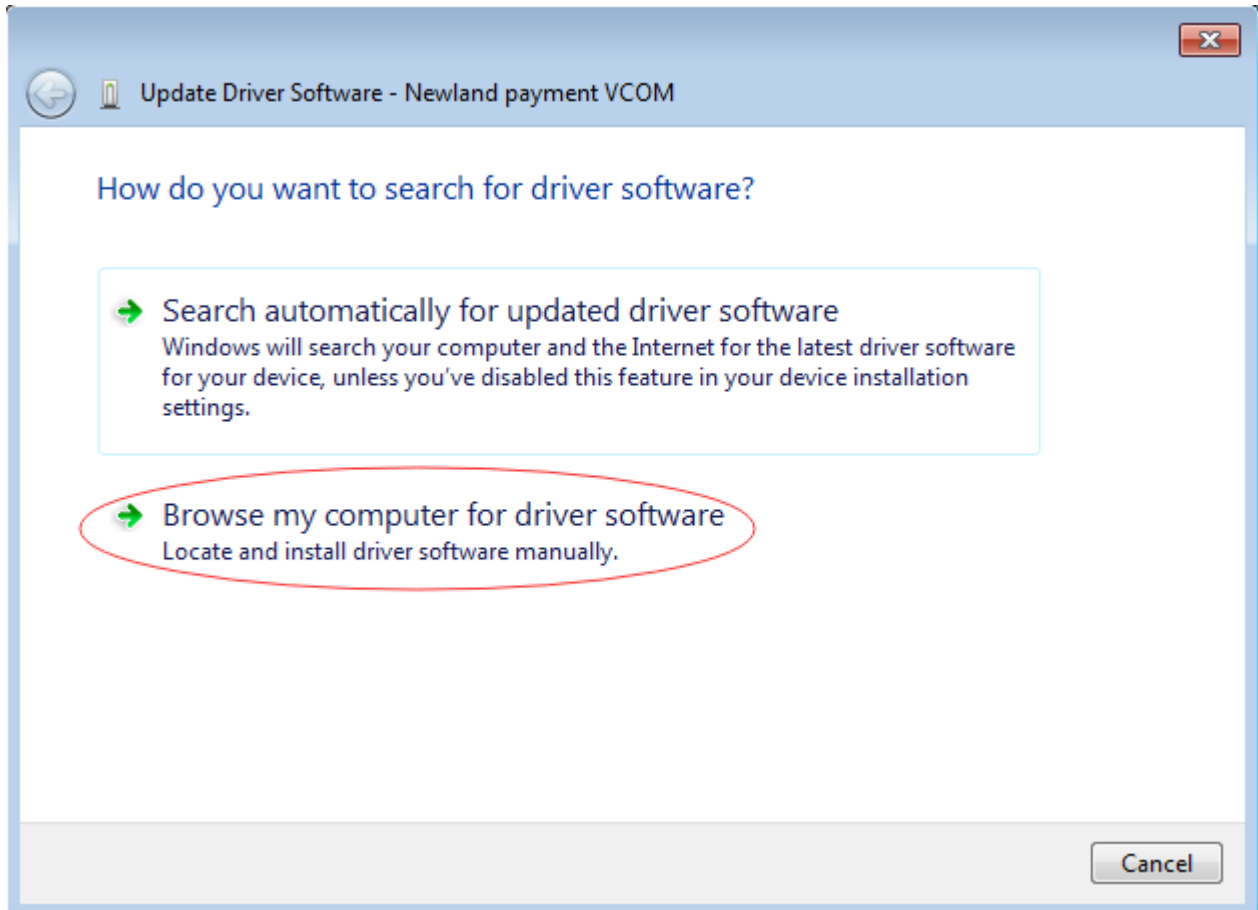 Update Driver Software - Newland payment VCOM
How do you want to search for driver software?
Search automatically for updated driver software
Windows will search your computer and the Internet for the latest driver software
for your device, unless you've disabled this feature in your device installation
settings.
Browse my computer for driver software
Locate and install driver software manually.
Cancel